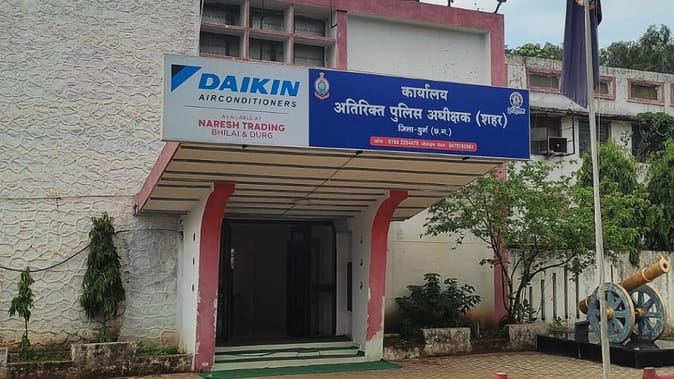 DAIKIN
AIRCONDITIONERS
AVAILABLE AT
NARESH TRADING
BHILAI & DURG
कार्यालय
अतिरिक्त पुलिस अधीक्षक (शहर)
जिला-दुर्ग (छ.ग.)